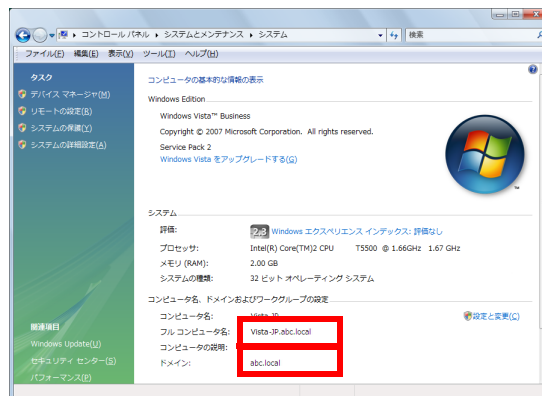 コントロール パネル ▸ システムとメンテナンス ▸ システム
検索
ファイル(F) 編集(E) 表示(V) ツール(T) ヘルプ(H)
タスク
デバイス マネージャ(M)
リモートの設定(R)
システムの保護(Y)
システムの詳細設定(A)
コンピュータの基本的な情報の表示
Windows Edition
Windows Vista™ Business
Copyright © 2007 Microsoft Corporation. All rights reserved.
Service Pack 2
Windows Vista をアップグレードする(G)
システム
評価: 2.3 Windows エクスペリエンス インデックス: 評価なし
プロセッサ: Intel(R) Core(TM)2 CPU T5500 @ 1.66GHz 1.67 GHz
メモリ (RAM): 2.00 GB
システムの種類: 32 ビット オペレーティング システム
コンピュータ名、ドメインおよびワークグループの設定
コンピュータ名: Vista-JP
設定と変更(C)
フル コンピュータ名: Vista-JP.abc.local
コンピュータの説明:
ドメイン: abc.local
関連項目
Windows Update(U)
セキュリティ センター(S)
パフォーマンス(P)